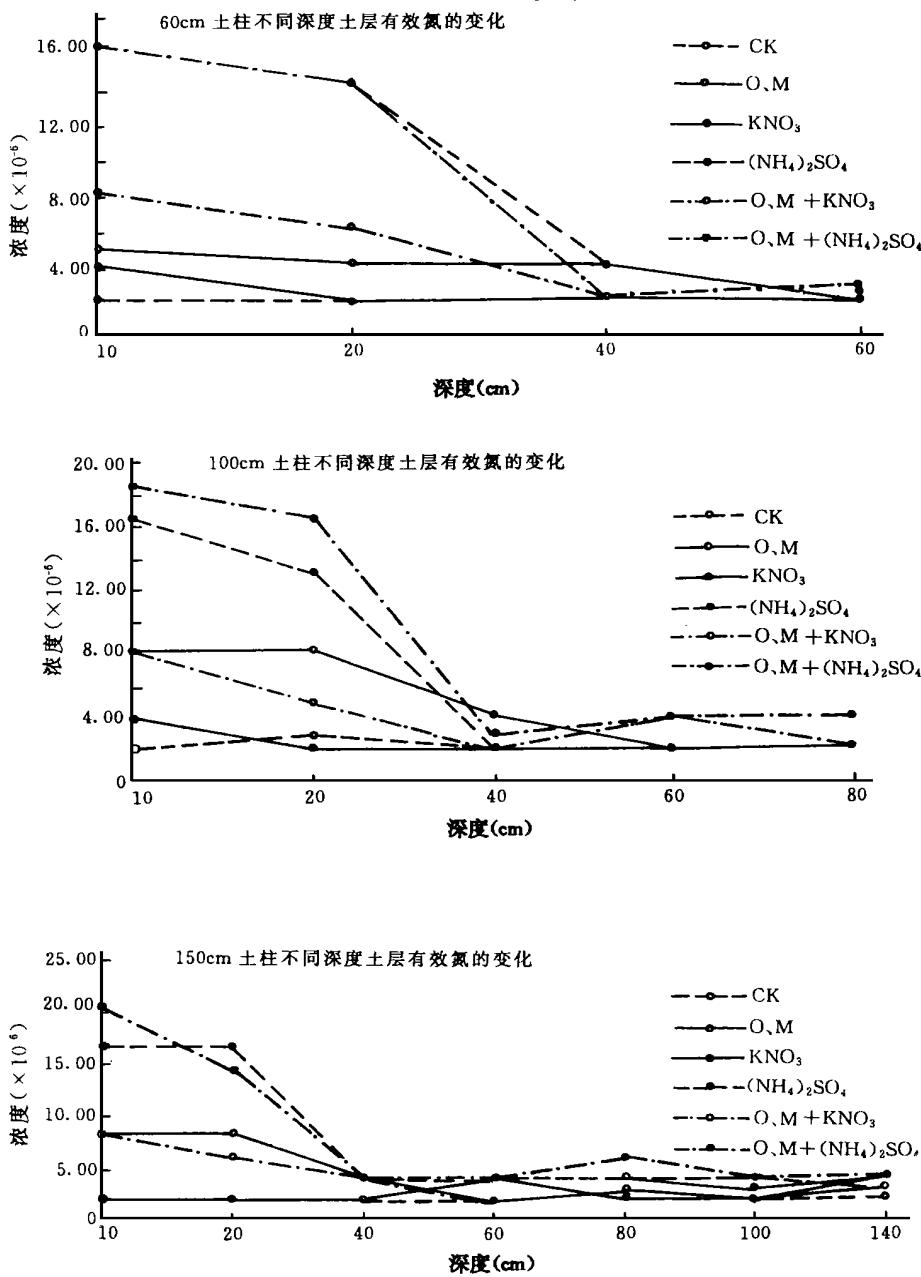 60cm 土柱不同深度土层有效氮的变化
16.00
12.00
8.00
4.00
0
浓度(×10⁻⁶)
10 20 40 60
深度(cm)
CK
O、M
KNO₃
(NH₄)₂SO₄
O、M+KNO₃
O、M+(NH₄)₂SO₄
100cm 土柱不同深度土层有效氮的变化
20.00
16.00
12.00
8.00
4.00
0
浓度(×10⁻⁶)
10 20 40 60 80
深度(cm)
CK
O、M
KNO₃
(NH₄)₂SO₄
O、M+KNO₃
O、M+(NH₄)₂SO₄
150cm 土柱不同深度土层有效氮的变化
25.00
20.00
15.00
10.00
5.00
0
浓度(×10⁻⁶)
10 20 40 60 80 100 140
深度(cm)
CK
O、M
KNO₃
(NH₄)₂SO₄
O、M+KNO₃
O、M+(NH₄)₂SO₄